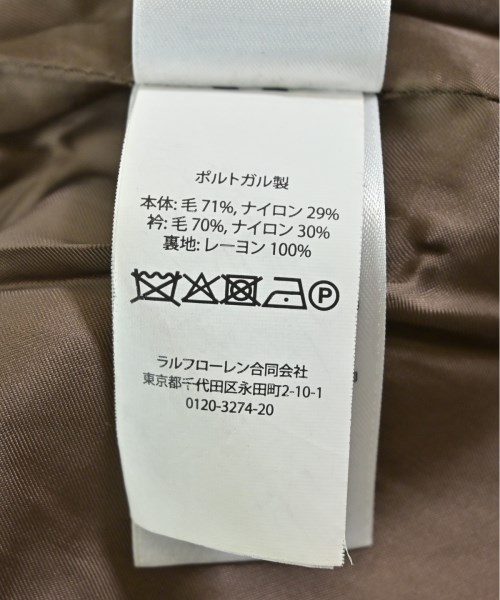 ポルトガル製
本体: 毛 71%, ナイロン 29%
衿: 毛 70%, ナイロン 30%
裏地: レーヨン 100%
P
ラルフローレン合同会社
東京都千代田区永田町2-10-1
0120-3274-20